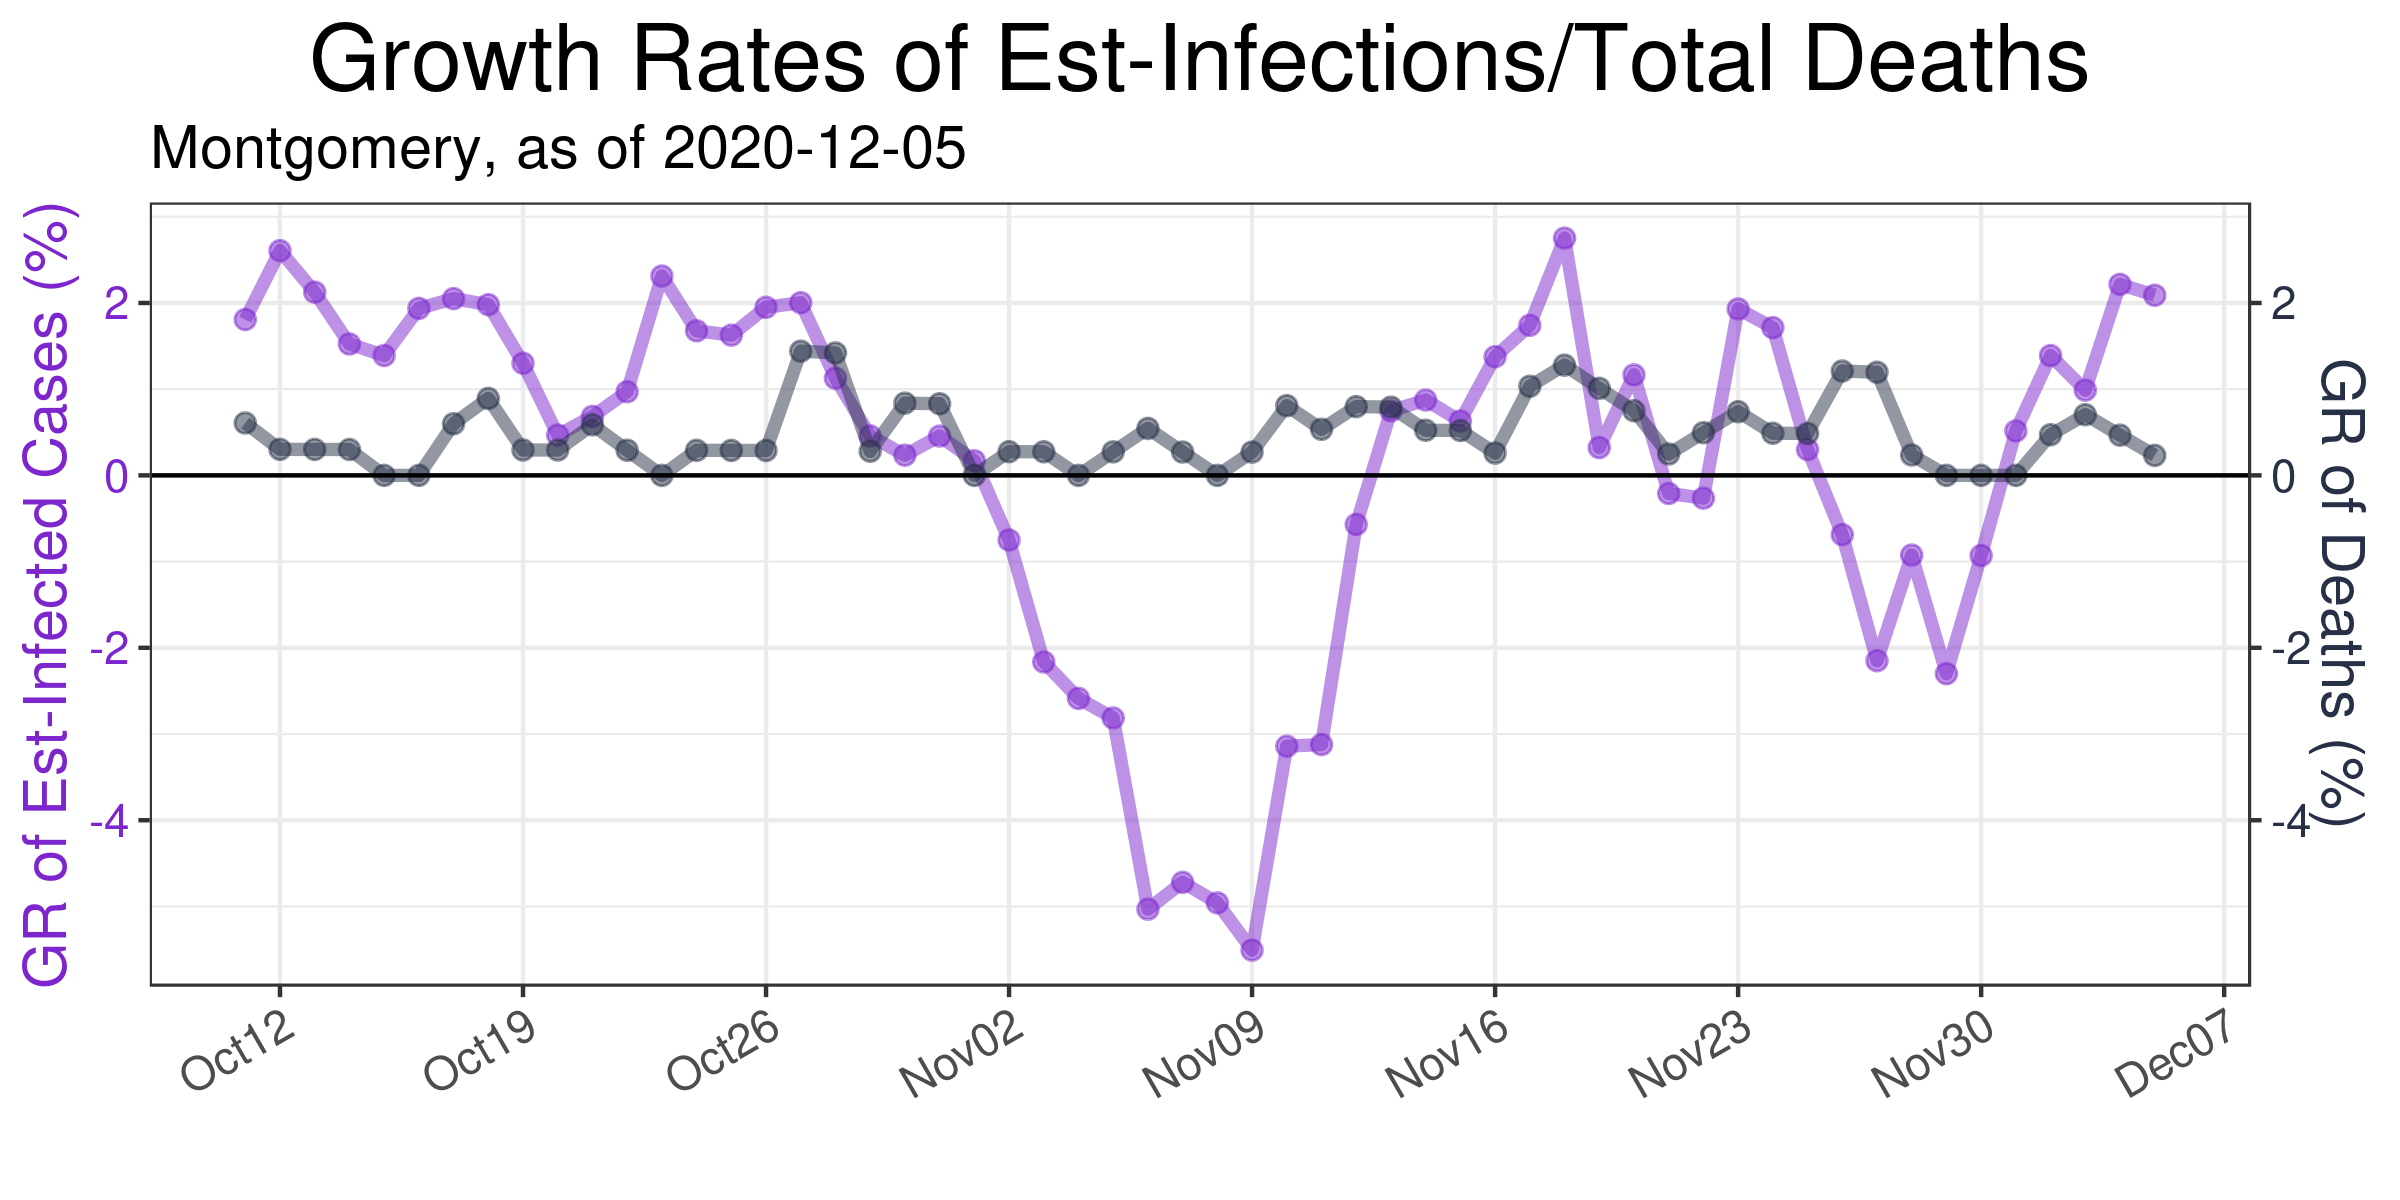 Growth Rates of Est-Infections/Total Deaths
Montgomery, as of 2020-12-05
GR of Est-Infected Cases (%)
2
0
-2
-4
2
0
-2
-4
GR of Deaths (%)
Oct12
Oct19
Oct26
Nov02
Nov09
Nov16
Nov23
Nov30
Dec07